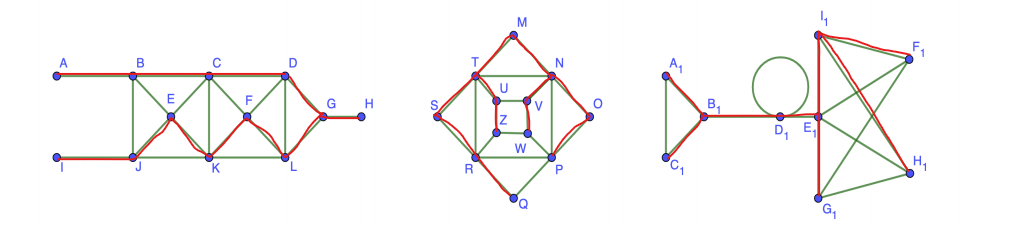 A B C D
E F G H
I J K L
M
T N
U V
S O
Z W
R P
Q
A₁ B₁ C₁ D₁ E₁
I₁ F₁
H₁
G₁